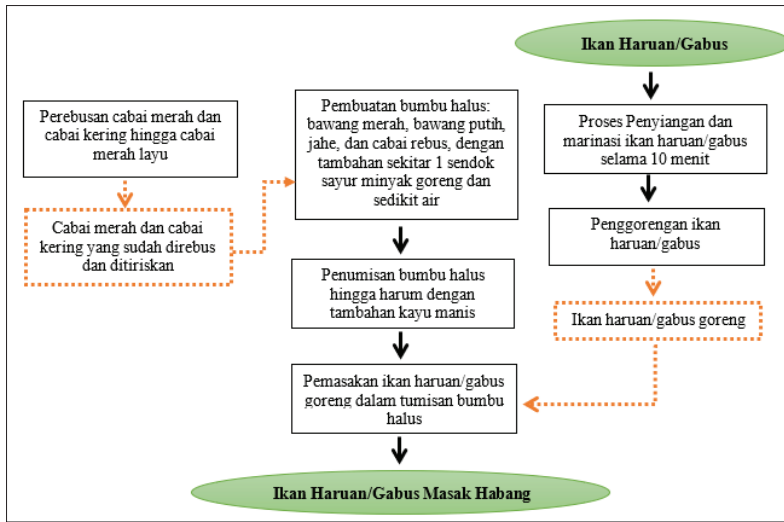 Ikan Haruan/Gabus
Perebusan cabai merah dan
cabai kering hingga cabai
merah layu
Cabai merah dan cabai
kering yang sudah direbus
dan ditiriskan
Pembuatan bumbu halus:
bawang merah, bawang putih,
jahe, dan cabai rebus, dengan
tambahan sekitar 1 sendok
sayur minyak goreng dan
sedikit air
Penumisan bumbu halus
hingga harum dengan
tambahan kayu manis
Proses Penyiangan dan
marinasi ikan haruan/gabus
selama 10 menit
Penggorengan ikan
haruan/gabus
Ikan haruan/gabus goreng
Pemasakan ikan haruan/gabus
goreng dalam tumisan bumbu
halus
Ikan Haruan/Gabus Masak Habang